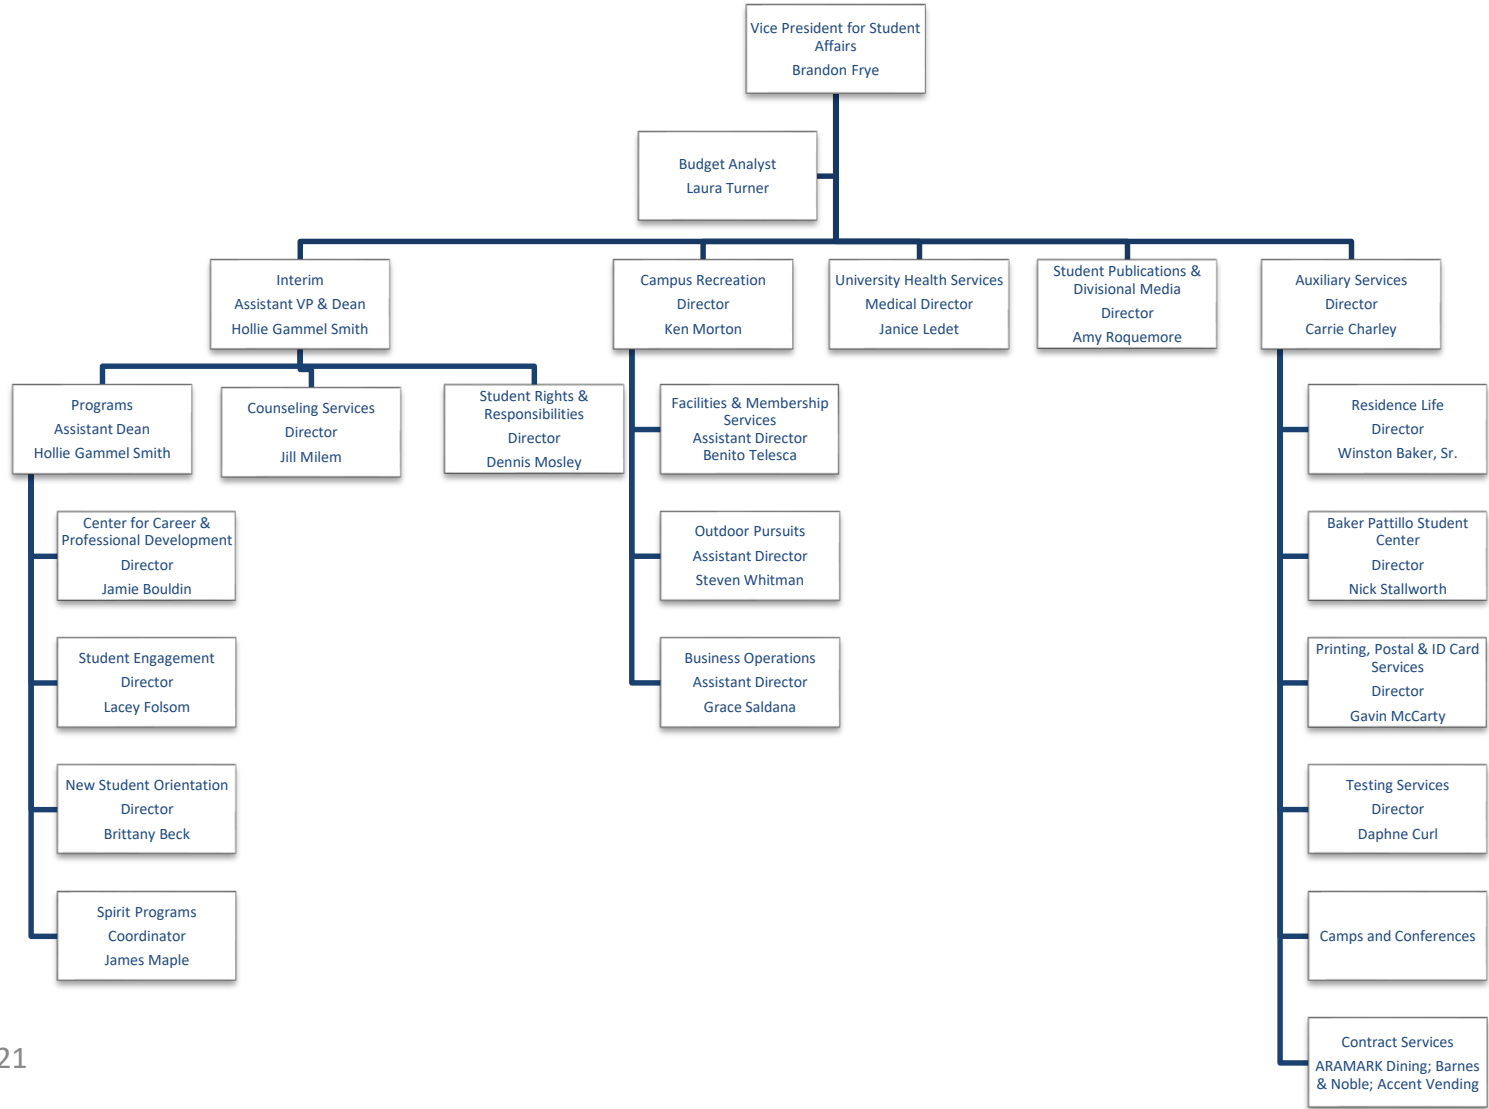 Vice President for Student
Affairs
Brandon Frye
Budget Analyst
Laura Turner
Interim
Assistant VP & Dean
Hollie Gammel Smith
Campus Recreation
Director
Ken Morton
University Health Services
Medical Director
Janice Ledet
Student Publications &
Divisional Media
Director
Amy Roquemore
Auxiliary Services
Director
Carrie Charley
Programs
Assistant Dean
Hollie Gammel Smith
Counseling Services
Director
Jill Milem
Student Rights &
Responsibilities
Director
Dennis Mosley
Facilities & Membership
Services
Assistant Director
Benito Telesca
Residence Life
Director
Winston Baker, Sr.
Center for Career &
Professional Development
Director
Jamie Bouldin
Outdoor Pursuits
Assistant Director
Steven Whitman
Baker Pattillo Student
Center
Director
Nick Stallworth
Student Engagement
Director
Lacey Folsom
Business Operations
Assistant Director
Grace Saldana
Printing, Postal & ID Card
Services
Director
Gavin McCarty
New Student Orientation
Director
Brittany Beck
Testing Services
Director
Daphne Curl
Spirit Programs
Coordinator
James Maple
Camps and Conferences
Contract Services
ARAMARK Dining; Barnes
& Noble; Accent Vending
21